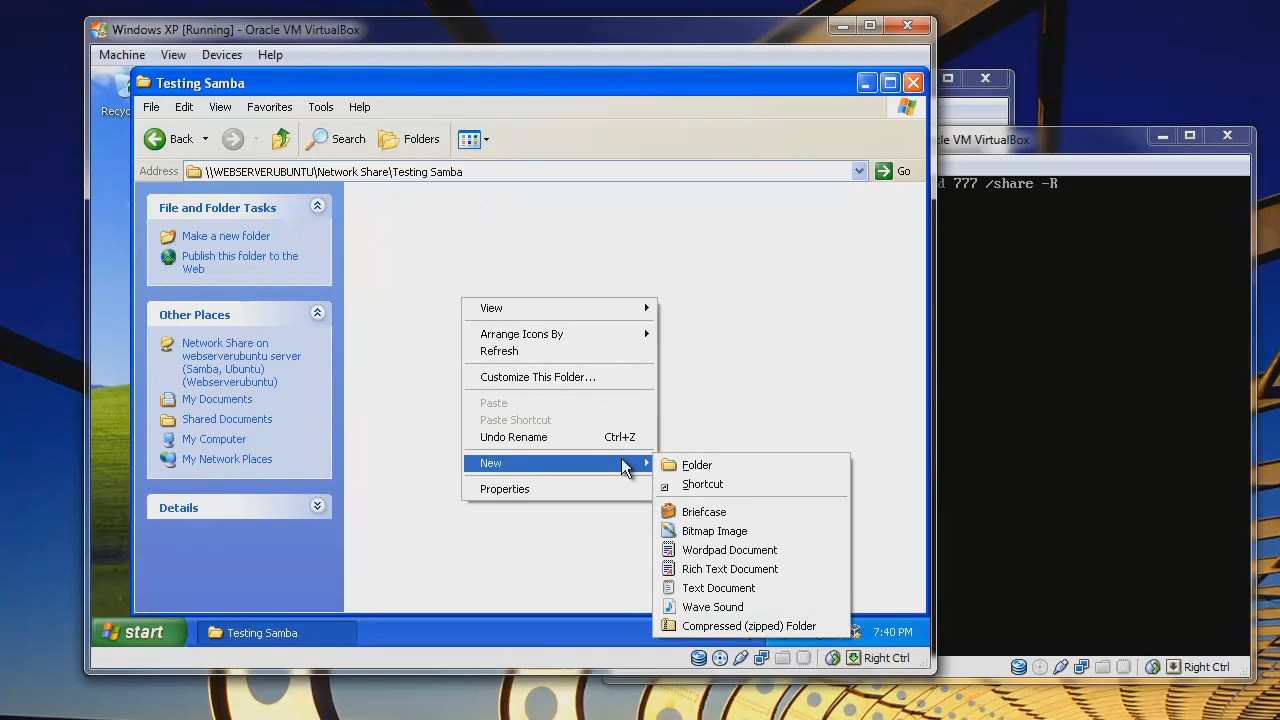 Windows XP [Running] - Oracle VM VirtualBox
Machine View Devices Help
Testing Samba
File Edit View Favorites Tools Help
Back Search Folders
Address \\WEBSERVERUBUNTU\Network Share\Testing Samba Go
File and Folder Tasks
Make a new folder
Publish this folder to the
Web
Other Places
Network Share on
webserverubuntu server
(Samba, Ubuntu)
(Webserverubuntu)
My Documents
Shared Documents
My Computer
My Network Places
Details
View
Arrange Icons By
Refresh
Customize This Folder...
Paste
Paste Shortcut
Undo Rename Ctrl+Z
New
Properties
Folder
Shortcut
Briefcase
Bitmap Image
Wordpad Document
Rich Text Document
Text Document
Wave Sound
Compressed (zipped) Folder
start Testing Samba 7:40 PM
Right Ctrl
VM VirtualBox
777 /share -R
Right Ctrl